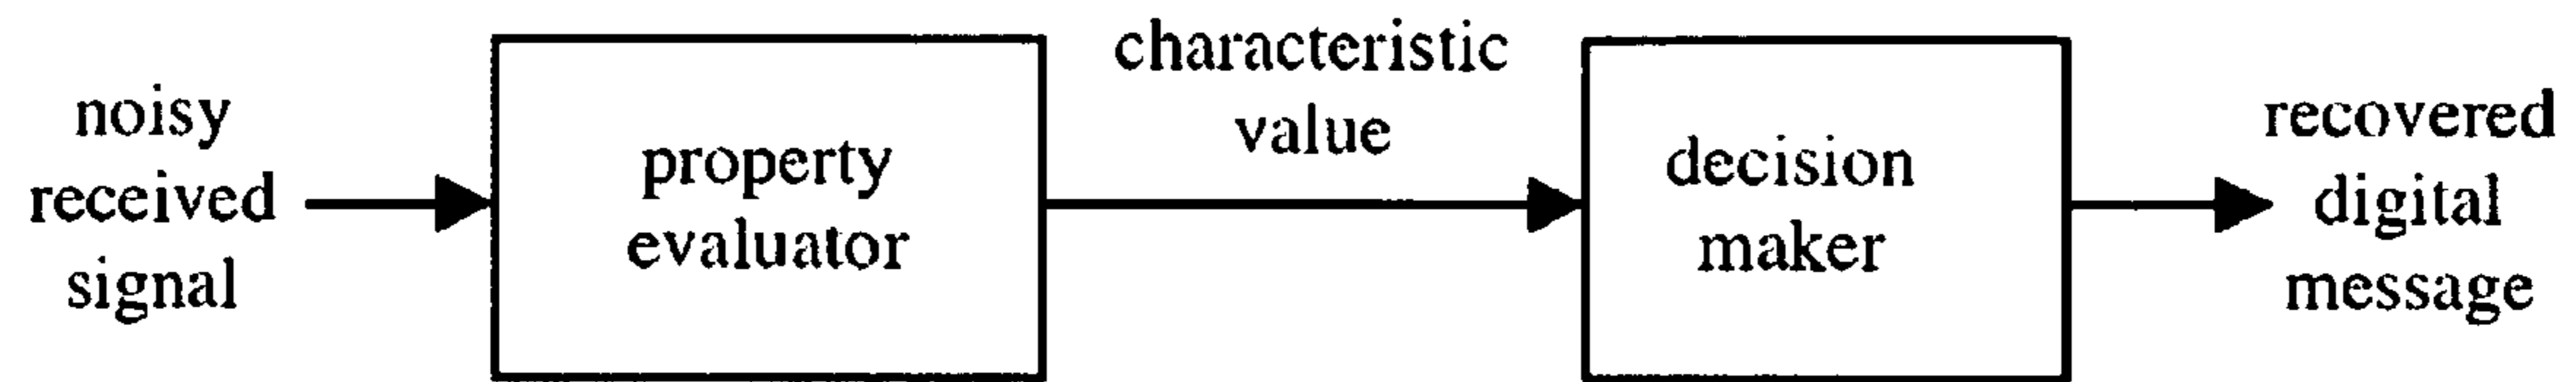 noisy
received
signal
property
evaluator
characteristic
value
decision
maker
recovered
digital
message